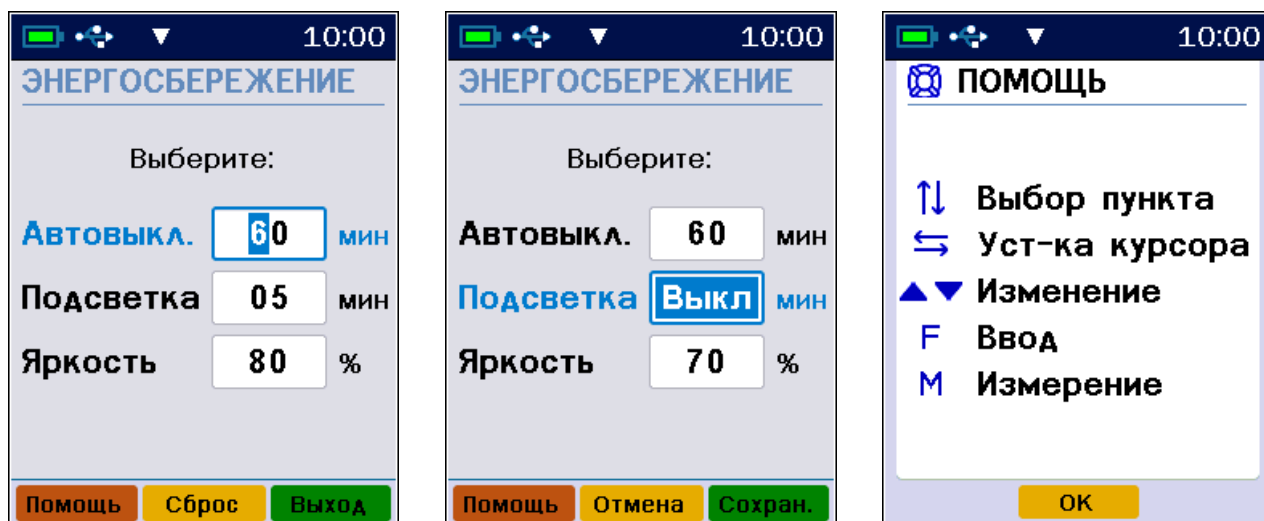 10:00
ЭНЕРГОСБЕРЕЖЕНИЕ
Выберите:
Автовыкл. 60 мин
Подсветка 05 мин
Яркость 80 %
Помощь Сброс Выход
10:00
ЭНЕРГОСБЕРЕЖЕНИЕ
Выберите:
Автовыкл. 60 мин
Подсветка Выкл мин
Яркость 70 %
Помощь Отмена Сохран.
10:00
ПОМОЩЬ
↑↓ Выбор пункта
⇆ Уст-ка курсора
▲▼ Изменение
F Ввод
M Измерение
OK